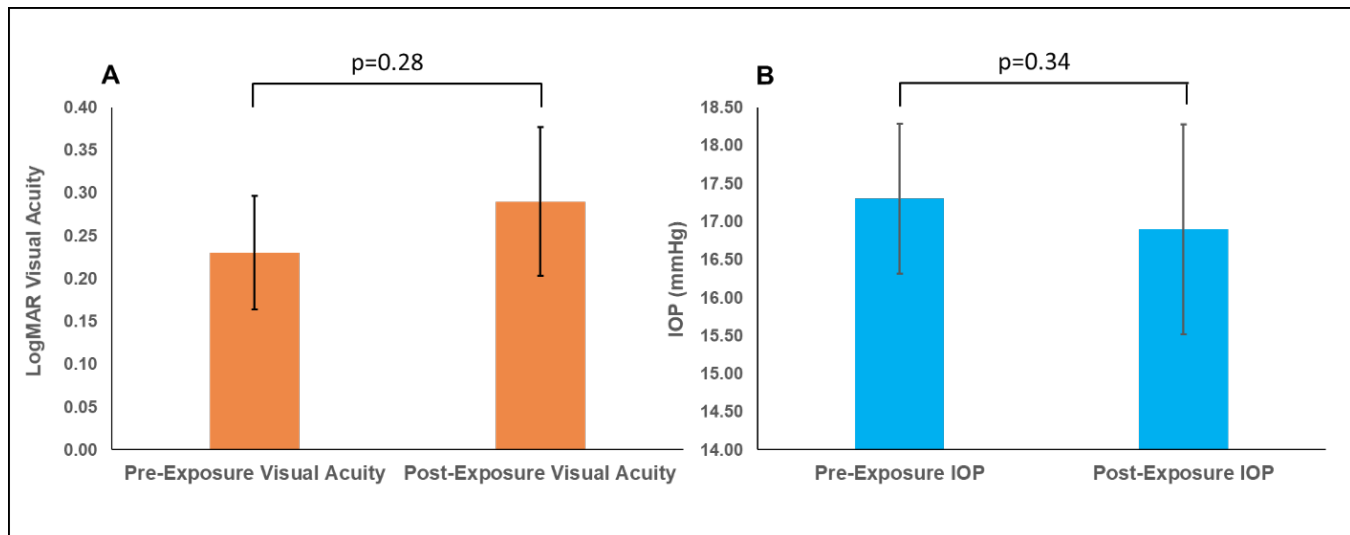 A
p=0.28
LogMAR Visual Acuity
0.40
0.35
0.30
0.25
0.20
0.15
0.10
0.05
0.00
Pre-Exposure Visual Acuity
Post-Exposure Visual Acuity
B
p=0.34
IOP (mmHg)
18.50
18.00
17.50
17.00
16.50
16.00
15.50
15.00
14.50
14.00
Pre-Exposure IOP
Post-Exposure IOP